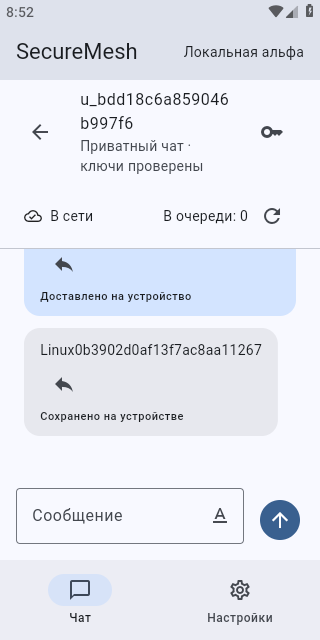 8:52
SecureMesh
Локальная альфа
u_bdd18c6a859046
b997f6
Приватный чат ·
ключи проверены
В сети
В очереди: 0
Доставлено на устройство
Linux0b3902d0af13f7ac8aa11267
Сохранено на устройстве
Сообщение
A
Чат
Настройки